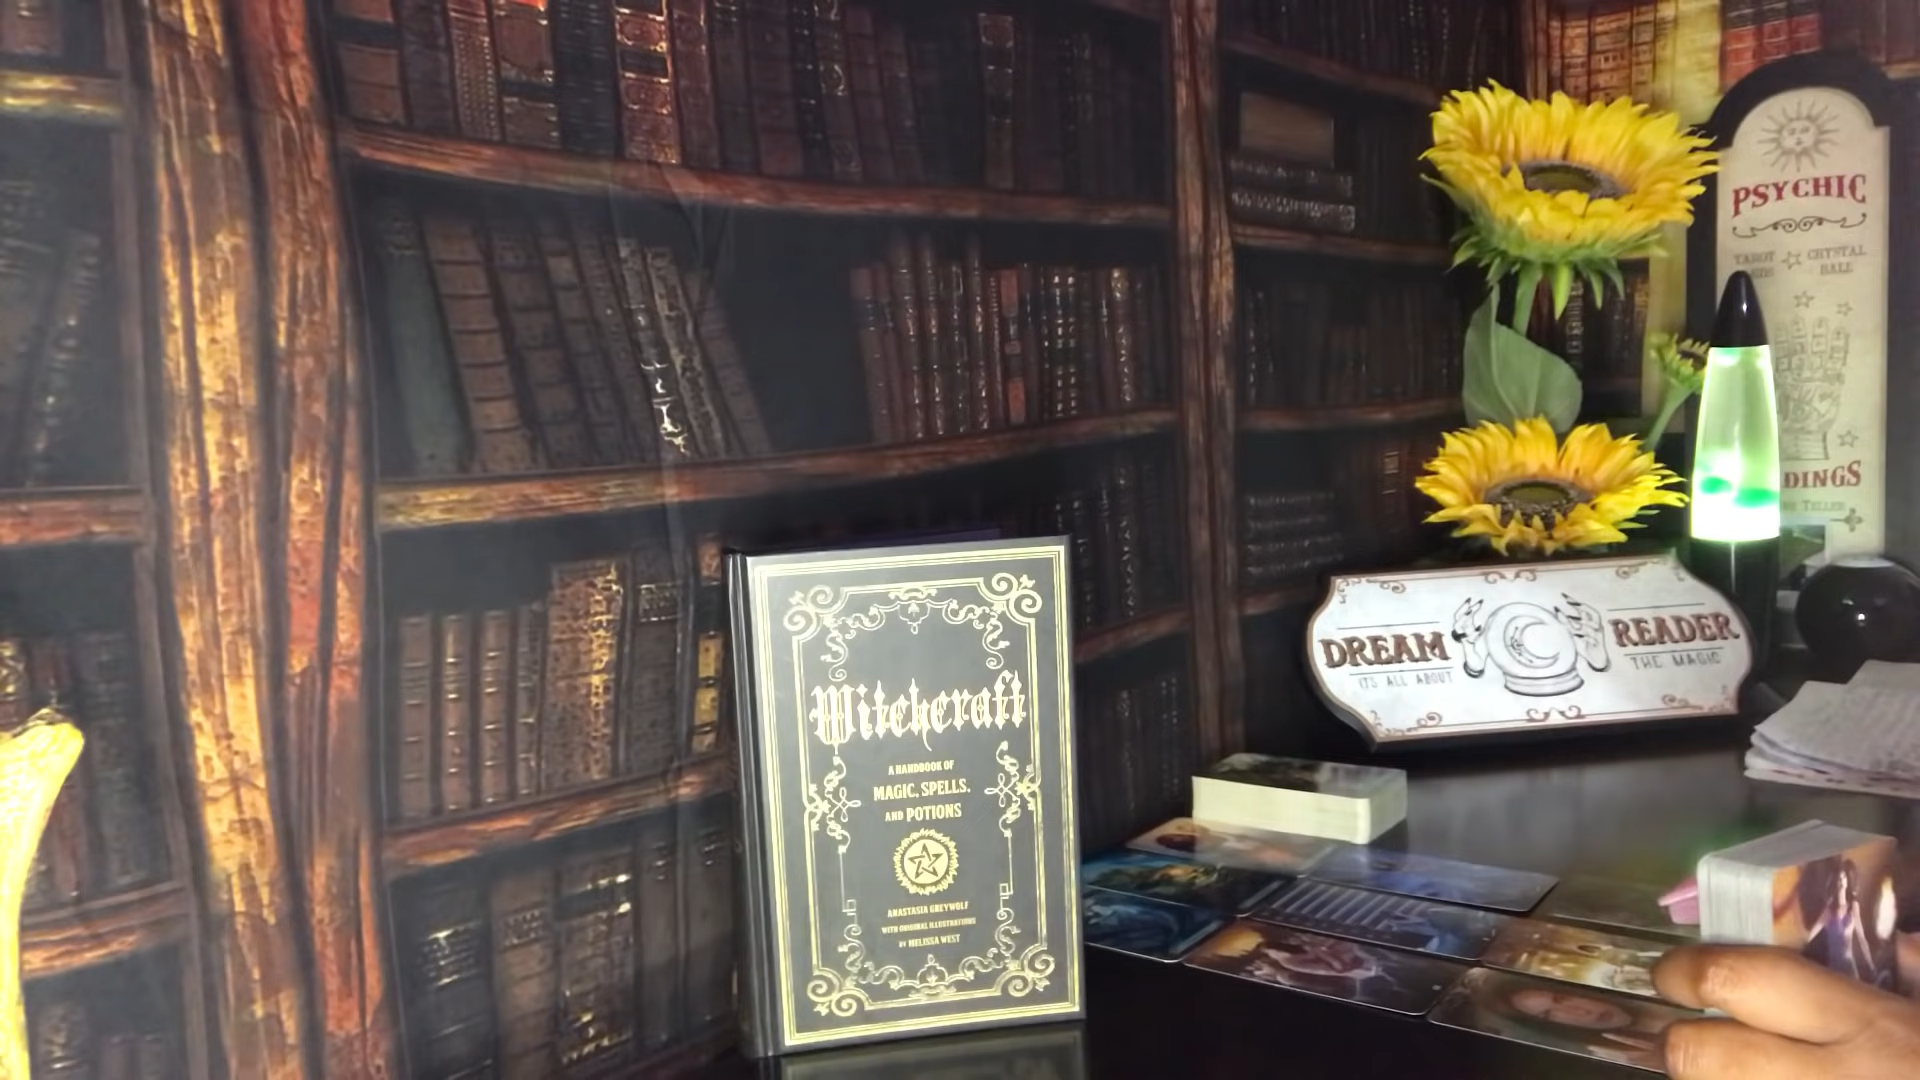 PSYCHIC
TAROT
CRYSTAL
BALL
DINGS
TELLER
DREAM READER
IT'S ALL ABOUT THE MAGIC
Witchcraft
A HANDBOOK OF
MAGIC, SPELLS,
AND POTIONS
ANASTASIA GREYWOLF
WITH ORIGINAL ILLUSTRATIONS
BY MELISSA WEST